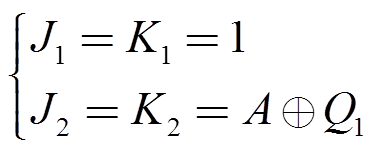 J₁ = K₁ = 1
J₂ = K₂ = A ⊕ Q₁